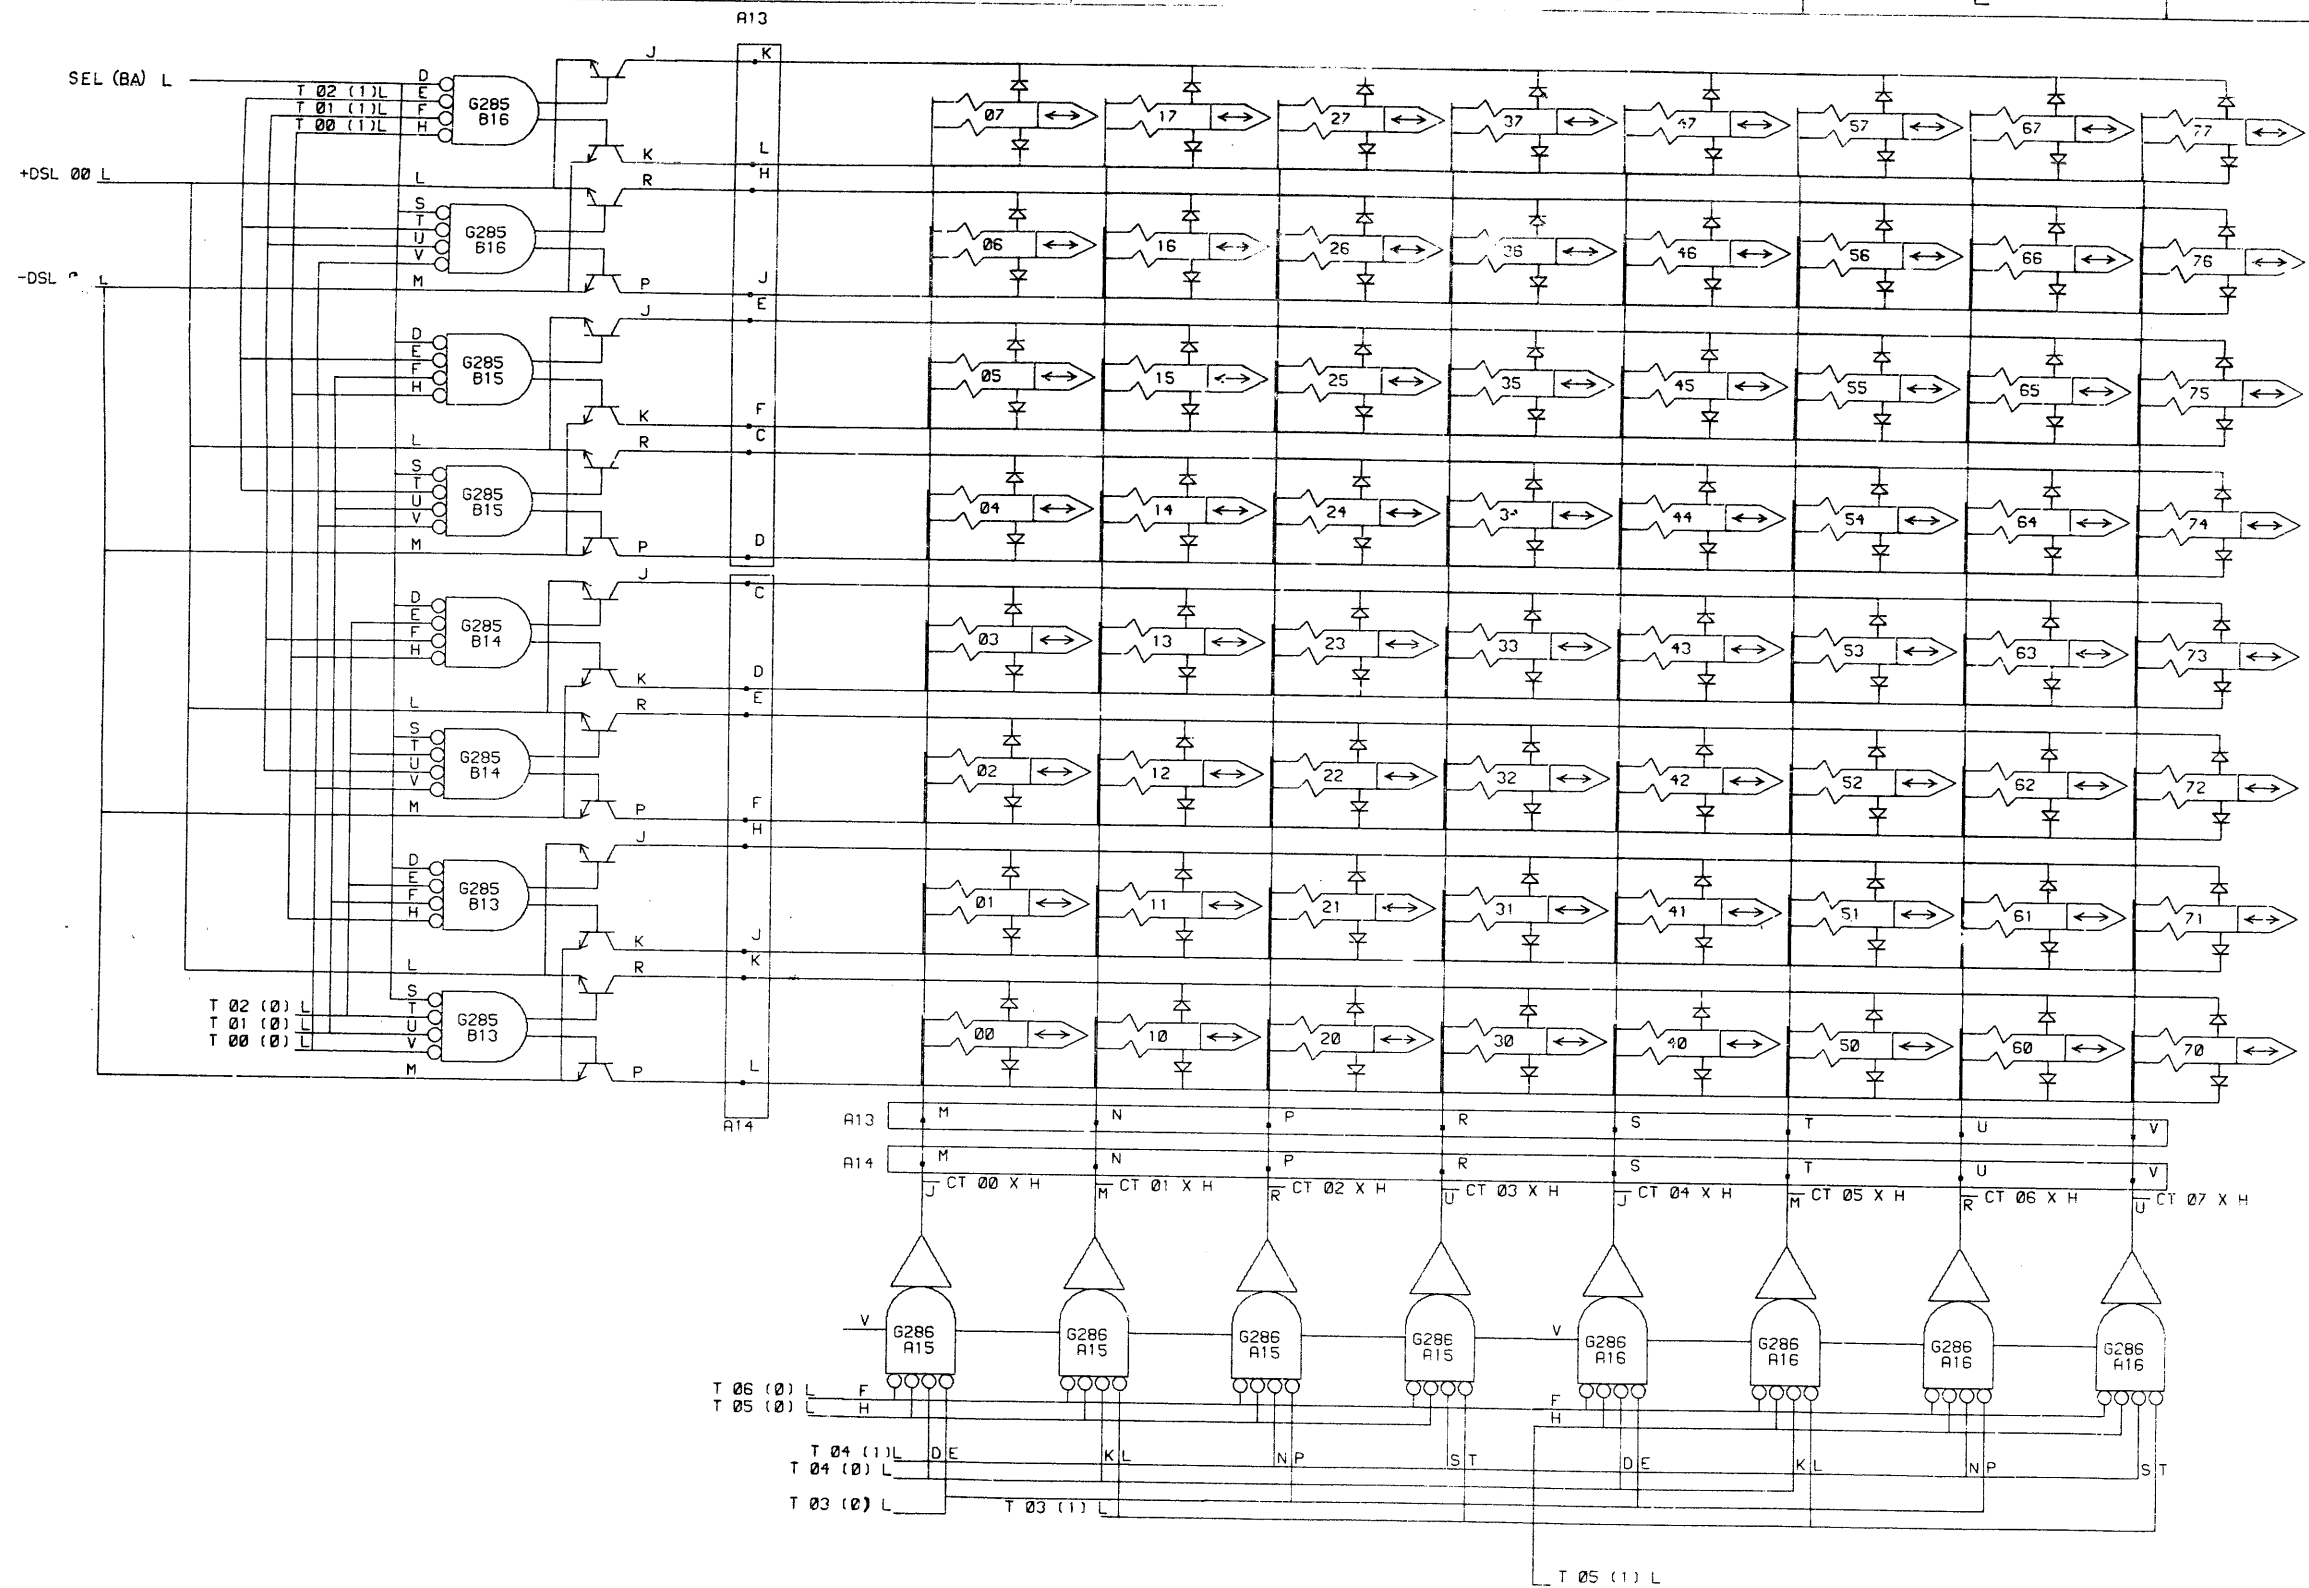 A13
SEL (BA) L
D
E
F
H
T 02 (1)L
T 01 (1)L
T 00 (1)L
G285
B16
J
K
K
L
07 17 27 37 47 57 67 77
+DSL 00 L
L
S
T
U
V
M
G285
B16
R
P
H
J
06 16 26 36 46 56 66 76
-DSL
L
D
E
F
H
G285
B15
J
K
E
F
05 15 25 35 45 55 65 75
L
S
T
U
V
M
G285
B15
R
P
C
D
04 14 24 44 54 64 74
D
E
F
H
G285
B14
J
K
C
D
03 13 23 33 43 53 63 73
L
S
T
U
V
M
G285
B14
R
P
E
F
02 12 22 32 42 52 62 72
D
E
F
H
G285
B13
J
K
H
J
01 11 21 31 41 51 61 71
L
S
T
U
V
M
T 02 (0) L
T 01 (0) L
T 00 (0) L
G285
B13
R
P
K
L
00 10 20 30 40 50 60 70
A14
A13 M N P R S T U V
A14 M N P R S T U V
J CT 00 X H
M CT 01 X H
R CT 02 X H
U CT 03 X H
J CT 04 X H
M CT 05 X H
R CT 06 X H
U CT 07 X H
V
G286
A15
G286
A15
G286
A15
G286
A15
V
G286
A16
G286
A16
G286
A16
G286
A16
T 06 (0) L F
T 05 (0) L H
F
H
T 04 (1)L D E K L N P S T D E K L N P S T
T 04 (0) L
T 03 (0) L
T 03 (1) L
T 05 (1) L